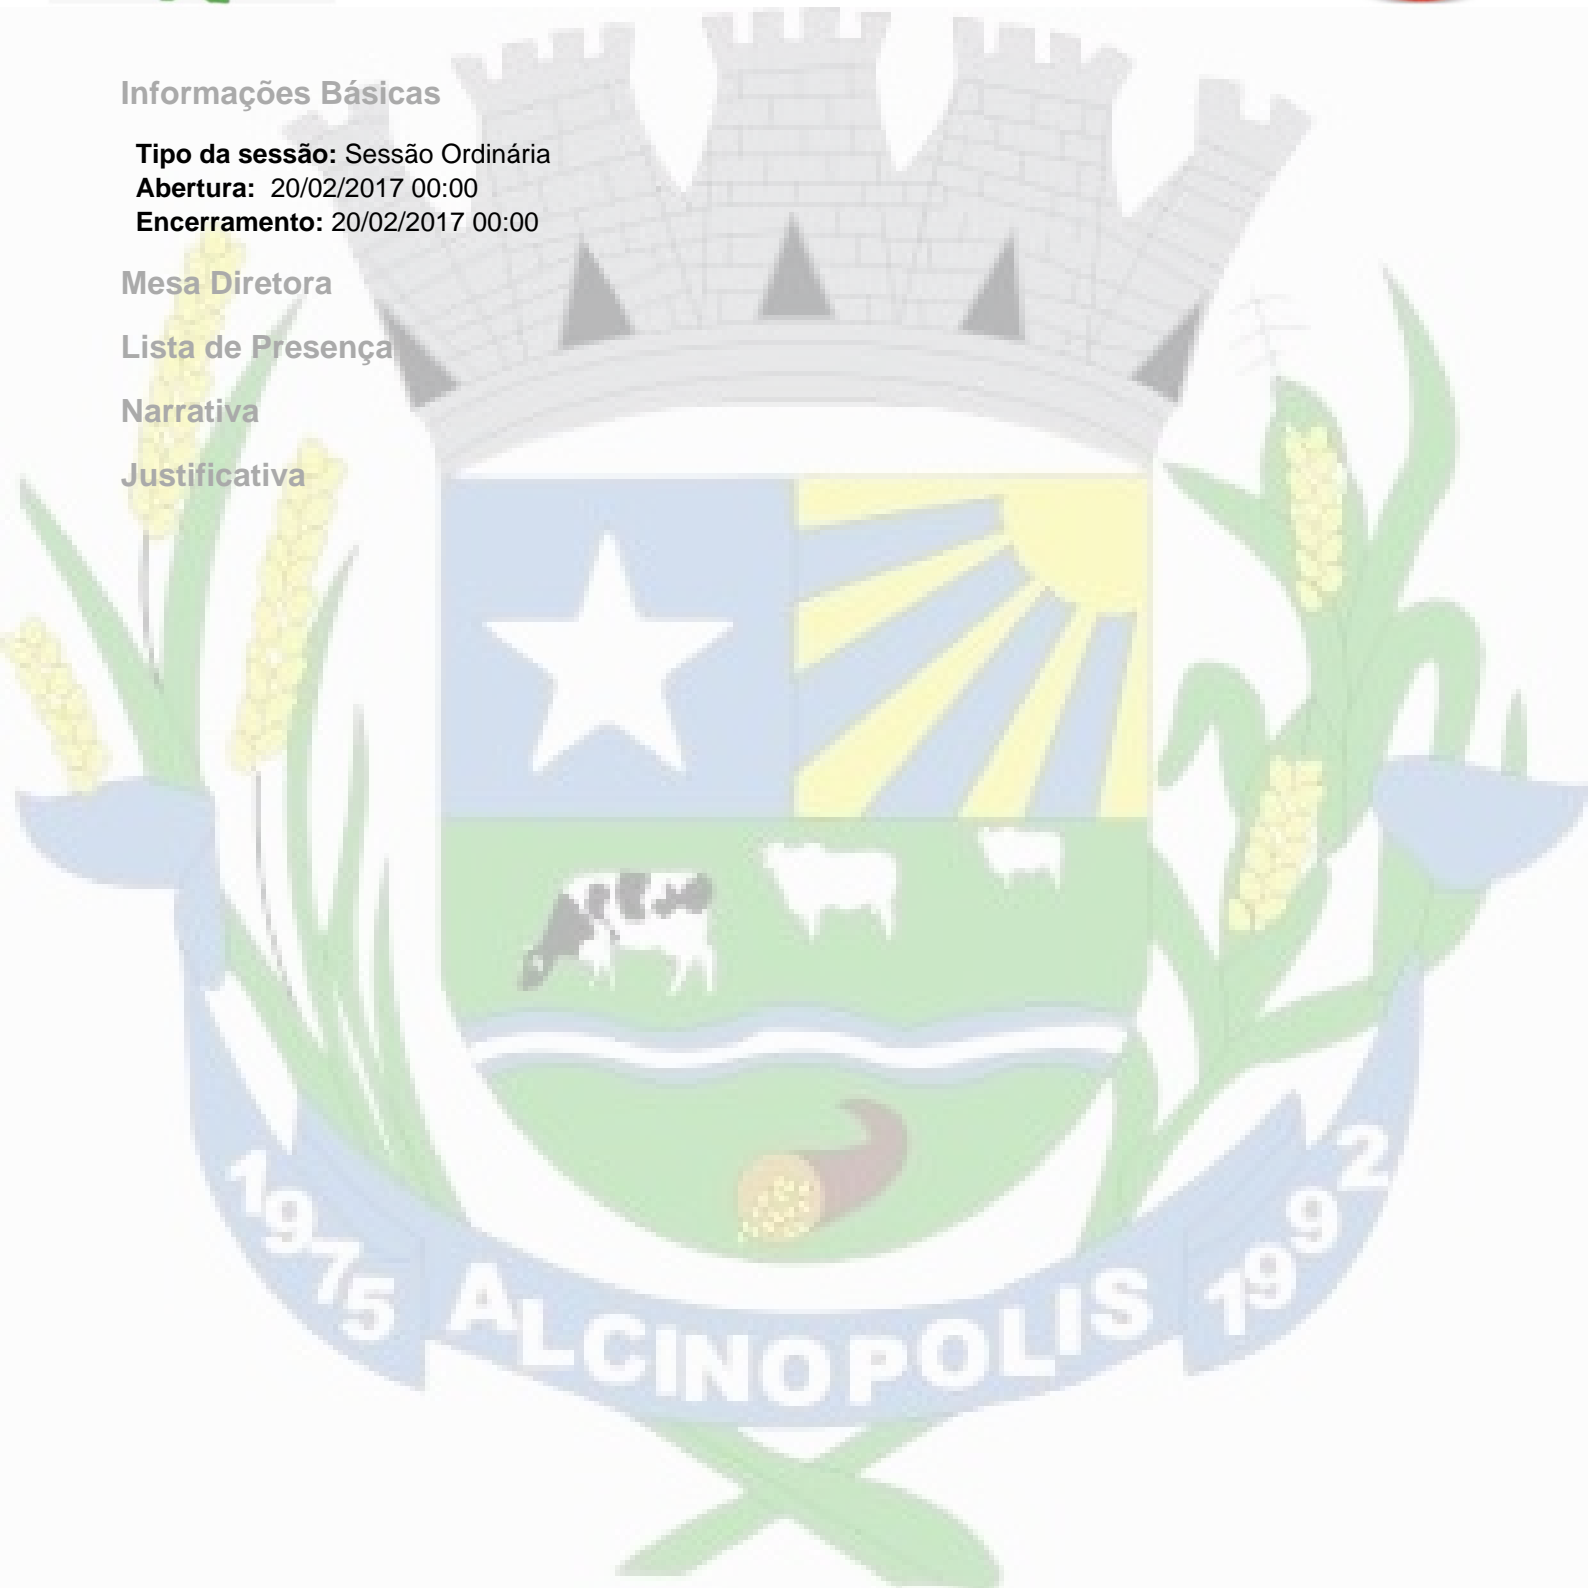 Informações Básicas
Tipo da sessão: Sessão Ordinária
Abertura: 20/02/2017 00:00
Encerramento: 20/02/2017 00:00
Mesa Diretora
Lista de Presença
Narrativa
Justificativa
1975 ALCINOPOLIS 1992